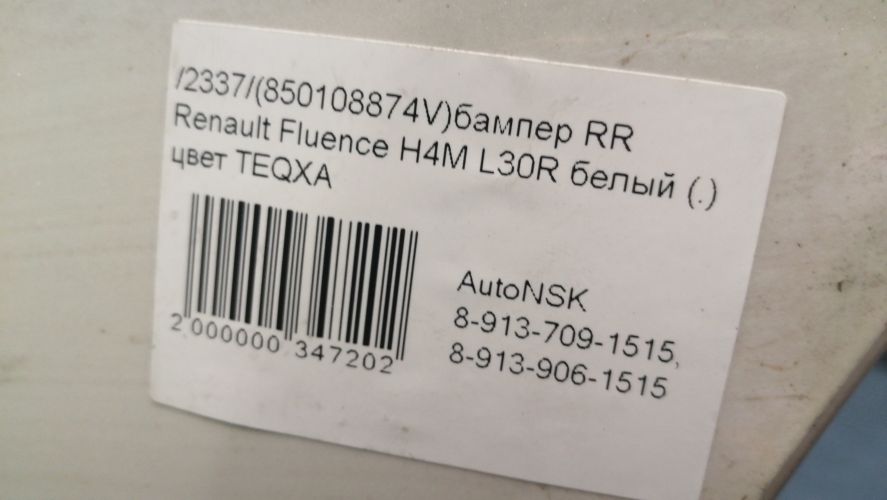 /2337/(850108874V)бампер RR
Renault Fluence H4M L30R белый (.)
цвет TEQXA
AutoNSK
8-913-709-1515,
8-913-906-1515
2 000000 347202